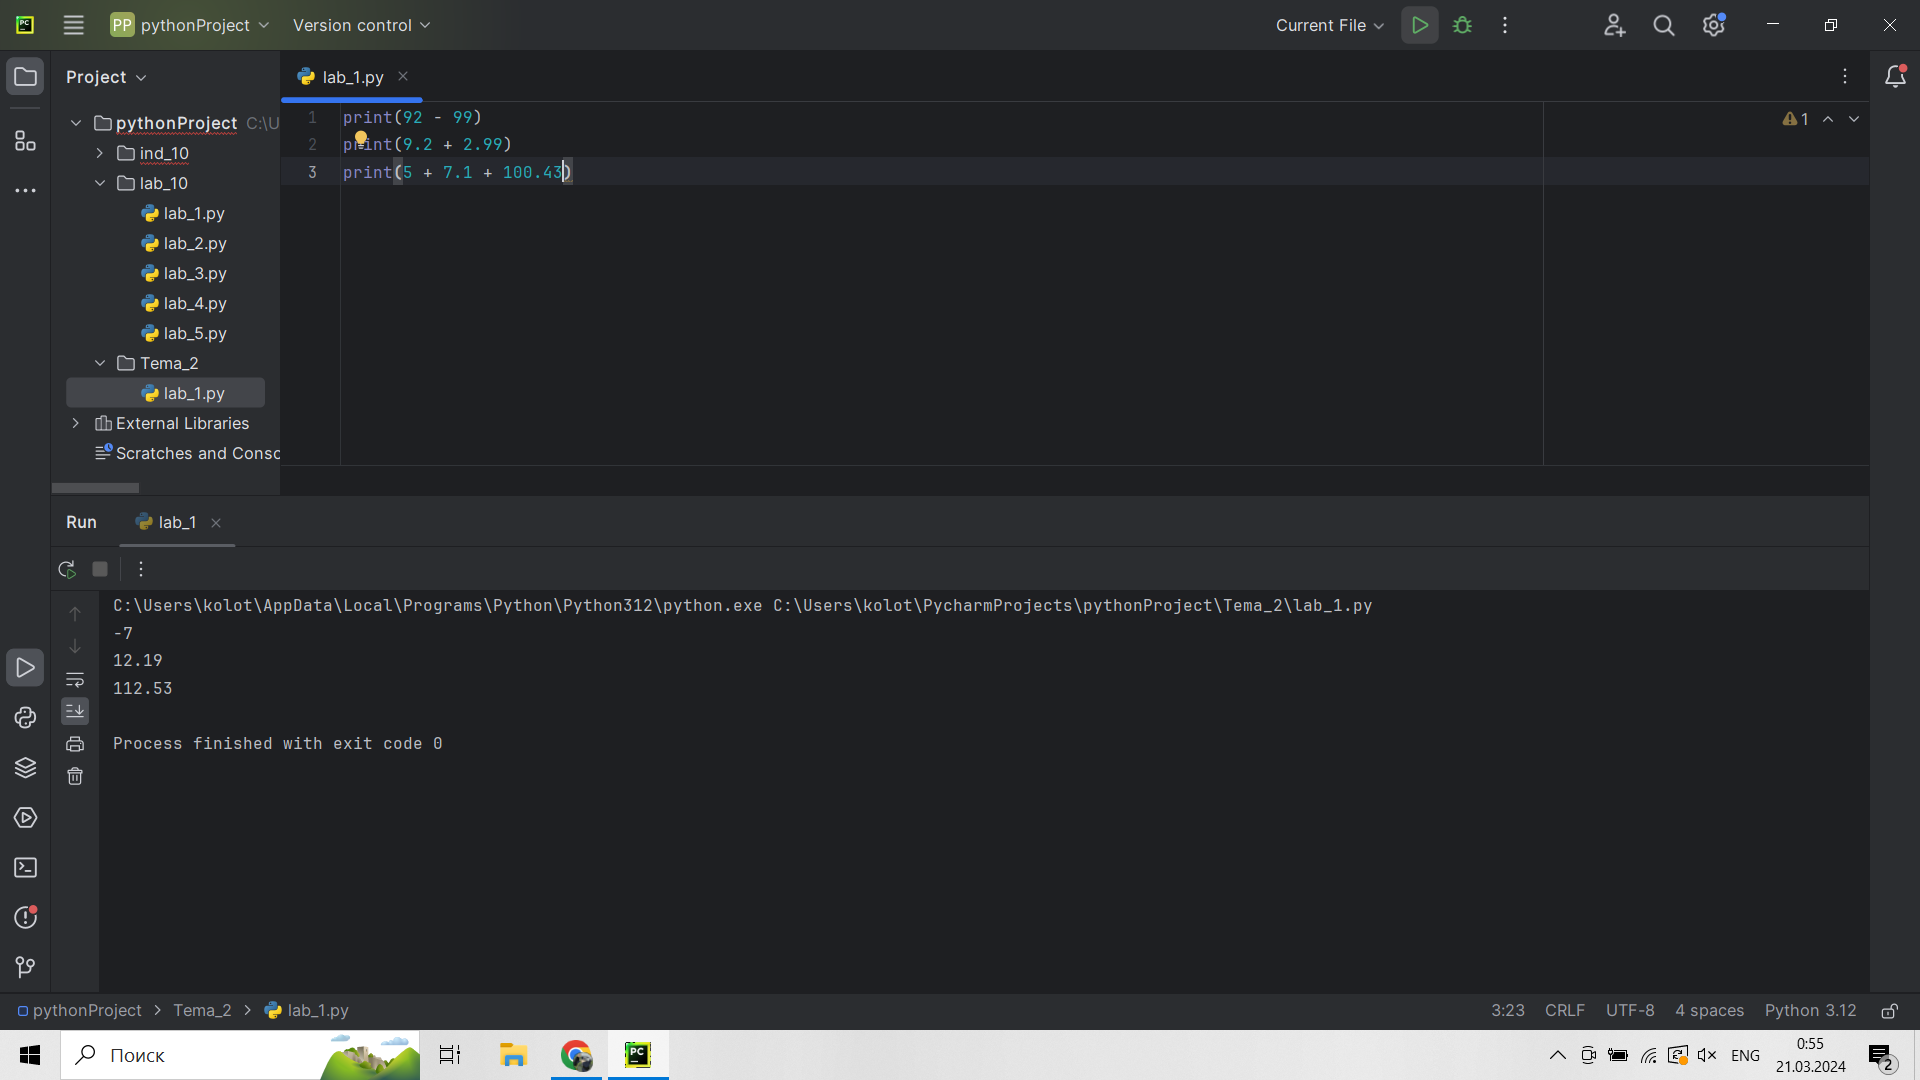 PP pythonProject Version control Current File
Project
lab_1.py
pythonProject C:\U
ind_10
lab_10
lab_1.py
lab_2.py
lab_3.py
lab_4.py
lab_5.py
Tema_2
lab_1.py
External Libraries
Scratches and Consc
1 print(92 - 99)
2 print(9.2 + 2.99)
3 print(5 + 7.1 + 100.43)
1
Run lab_1
C:\Users\kolot\AppData\Local\Programs\Python\Python312\python.exe C:\Users\kolot\PycharmProjects\pythonProject\Tema_2\lab_1.py
-7
12.19
112.53
Process finished with exit code 0
pythonProject > Tema_2 > lab_1.py 3:23 CRLF UTF-8 4 spaces Python 3.12
Поиск
ENG
0:55
21.03.2024
2